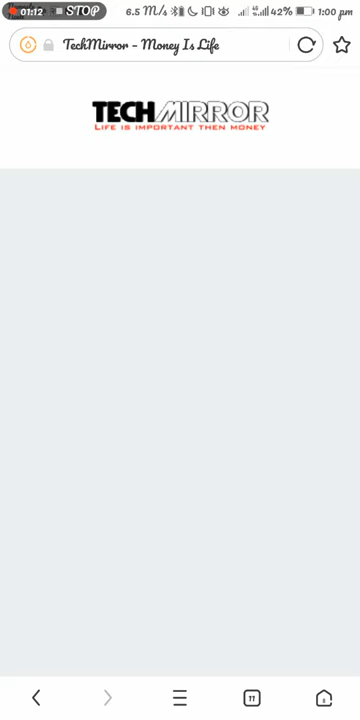 01:12 STOP 6.5 M/s 42% 1:00 pm
TechMirror - Money Is Life
TECHMIRROR
LIFE IS IMPORTANT THEN MONEY